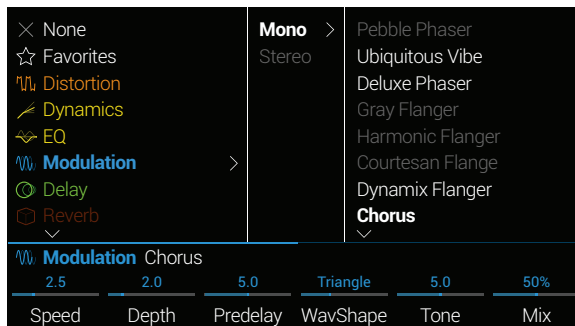 None
Favorites
Distortion
Dynamics
EQ
Modulation
Delay
Reverb
Mono
Stereo
Pebble Phaser
Ubiquitous Vibe
Deluxe Phaser
Gray Flanger
Harmonic Flanger
Courtesan Flange
Dynamix Flanger
Chorus
Modulation Chorus
2.5 2.0 5.0 Triangle 5.0 50%
Speed Depth Predelay WavShape Tone Mix